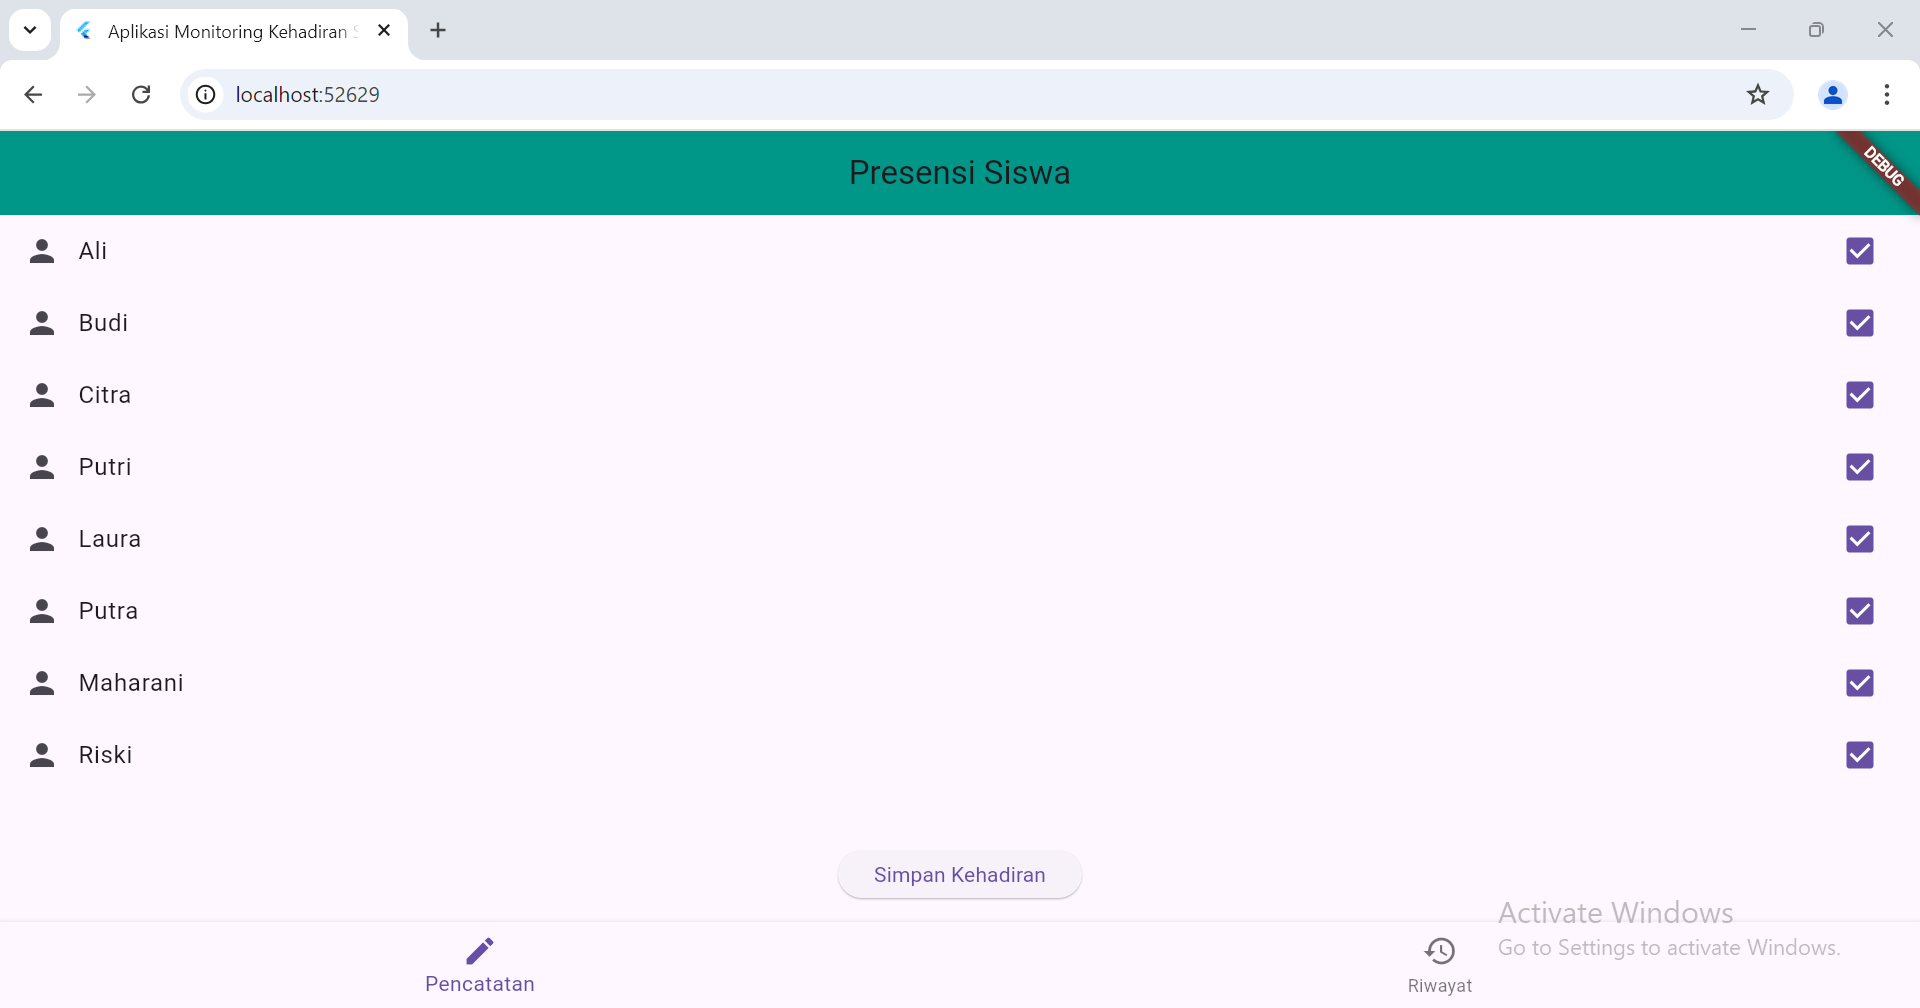 Aplikasi Monitoring Kehadiran S
localhost:52629
Presensi Siswa
DEBUG
Ali
Budi
Citra
Putri
Laura
Putra
Maharani
Riski
Simpan Kehadiran
Activate Windows
Go to Settings to activate Windows.
Pencatatan
Riwayat